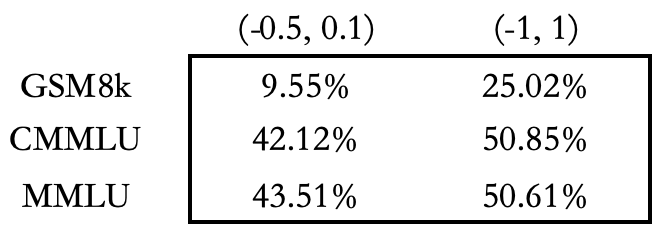 (-0.5, 0.1) (-1, 1)
GSM8k 9.55% 25.02%
CMMLU 42.12% 50.85%
MMLU 43.51% 50.61%